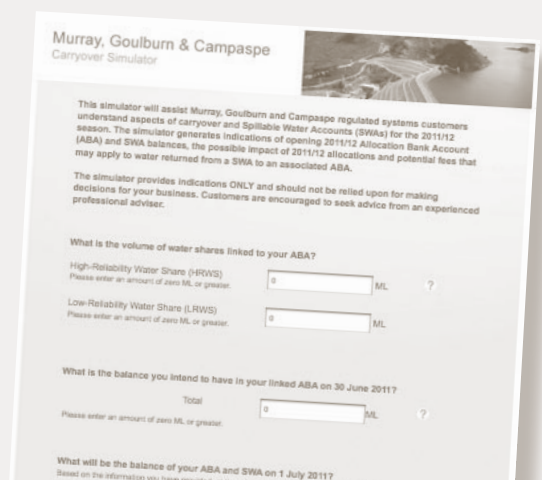 Murray, Goulburn & Campaspe
Carryover Simulator
This simulator will assist Murray, Goulburn and Campaspe regulated systems customers
understand aspects of carryover and Spillable Water Accounts (SWAs) for the 2011/12
season. The simulator generates indications of opening 2011/12 Allocation Bank Account
(ABA) and SWA balances, the possible impact of 2011/12 allocations and potential fees that
may apply to water returned from a SWA to an associated ABA.
The simulator provides indications ONLY and should not be relied upon for making
decisions for your business. Customers are encouraged to seek advice from an experienced
professional adviser.
What is the volume of water shares linked to your ABA?
High-Reliability Water Share (HRWS)
0 ML ?
Please enter an amount of zero ML or greater.
Low-Reliability Water Share (LRWS)
0 ML
Please enter an amount of zero ML or greater.
What is the balance you intend to have in your linked ABA on 30 June 2011?
Total 0 ML ?
Please enter an amount of zero ML or greater.
What will be the balance of your ABA and SWA on 1 July 2011?
Based on the information you have